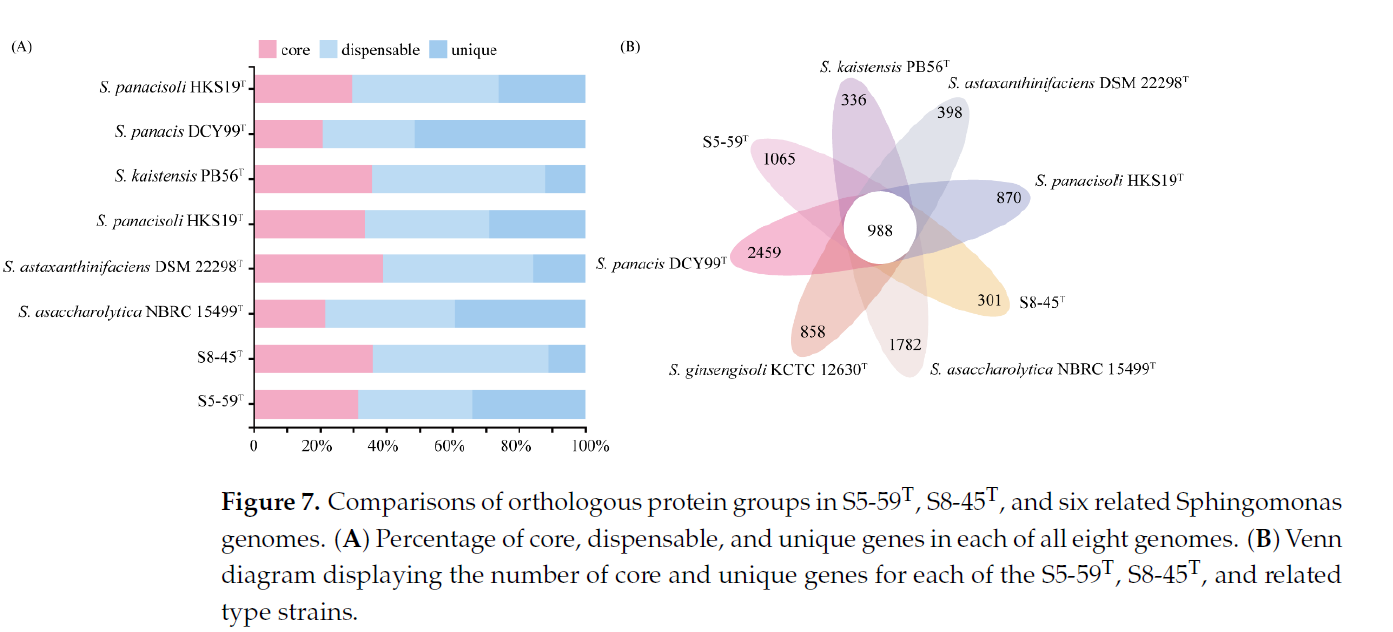 (A)
core dispensable unique
S. panacisoli HKS19ᵀ
S. panacis DCY99ᵀ
S. kaistensis PB56ᵀ
S. panacisoli HKS19ᵀ
S. astaxanthinifaciens DSM 22298ᵀ
S. asaccharolytica NBRC 15499ᵀ
S8-45ᵀ
S5-59ᵀ
0 20% 40% 60% 80% 100%
(B)
S. kaistensis PB56ᵀ
336
S. astaxanthinifaciens DSM 22298ᵀ
398
S5-59ᵀ
1065
S. panacisoli HKS19ᵀ
870
988
S. panacis DCY99ᵀ
2459
301
S8-45ᵀ
858
1782
S. ginsengisoli KCTC 12630ᵀ
S. asaccharolytica NBRC 15499ᵀ
Figure 7. Comparisons of orthologous protein groups in S5-59ᵀ, S8-45ᵀ, and six related Sphingomonas
genomes. (A) Percentage of core, dispensable, and unique genes in each of all eight genomes. (B) Venn
diagram displaying the number of core and unique genes for each of the S5-59ᵀ, S8-45ᵀ, and related
type strains.